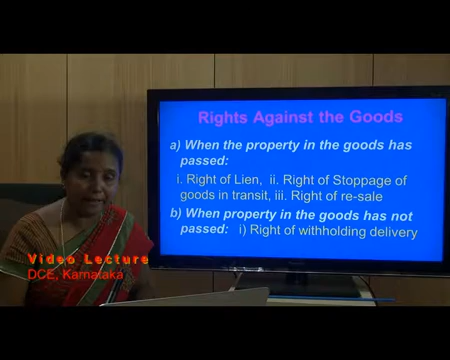 Rights Against the Goods
a) When the property in the goods has
passed:
i. Right of Lien, ii. Right of Stoppage of
goods in transit, iii. Right of re-sale
b) When property in the goods has not
passed: i) Right of withholding delivery
Video Lecture
DCE, Karnataka